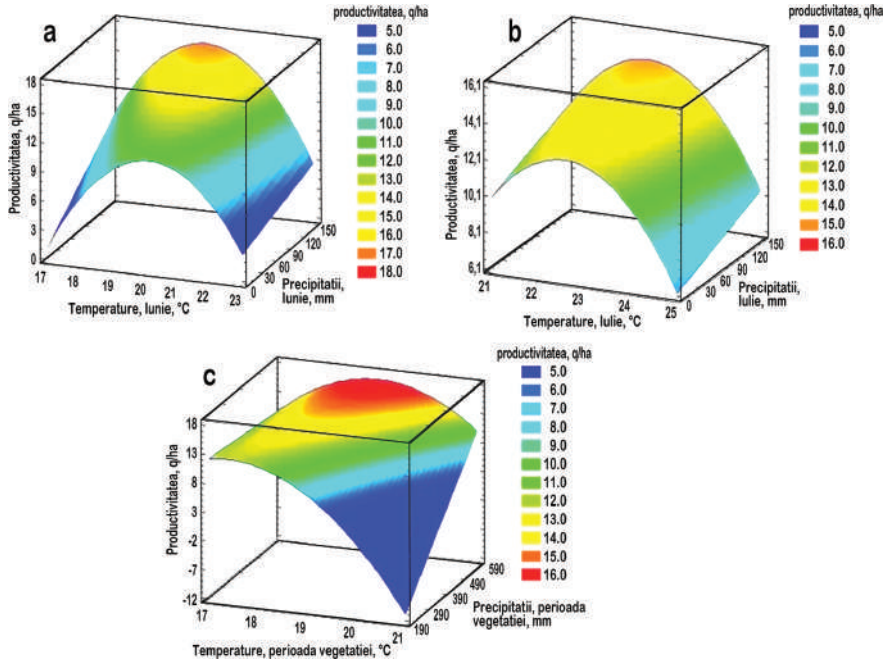 a
productivitatea, q/ha
5.0
6.0
7.0
8.0
9.0
10.0
11.0
12.0
13.0
14.0
15.0
16.0
17.0
18.0
Productivitatea, q/ha
18
15
12
9
6
3
0
17 18 19 20 21 22 23
Temperature, Iunie, °C
0 30 60 90 120 150
Precipitatii,
Iunie, mm
b
productivitatea, q/ha
5.0
6.0
7.0
8.0
9.0
10.0
11.0
12.0
13.0
14.0
15.0
16.0
Productivitatea, q/ha
16,1
14,1
12,1
10,1
8,1
6,1
21 22 23 24 25
Temperature, Iulie, °C
0 30 60 90 120 150
Precipitatii,
Iulie, mm
c
productivitatea, q/ha
5.0
6.0
7.0
8.0
9.0
10.0
11.0
12.0
13.0
14.0
15.0
16.0
Productivitatea, q/ha
18
13
8
3
-2
-7
-12
17 18 19 20 21
Temperature, perioada vegetatiei, °C
190 290 390 490 590
Precipitatii, perioada
vegetatiei, mm